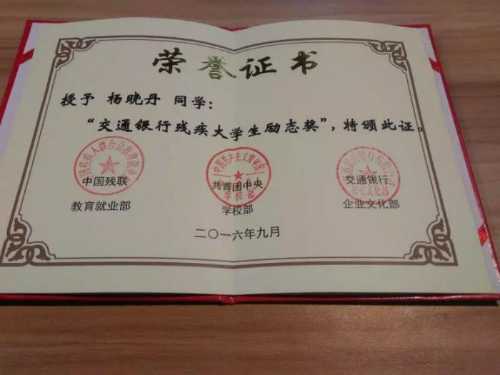 荣誉证书
授予 杨晓丹 同学:
“交通银行残疾大学生励志奖”,特颁此证。
中国残联 共青团中央 交通银行
教育就业部 学校部 企业文化部
二〇一六年九月